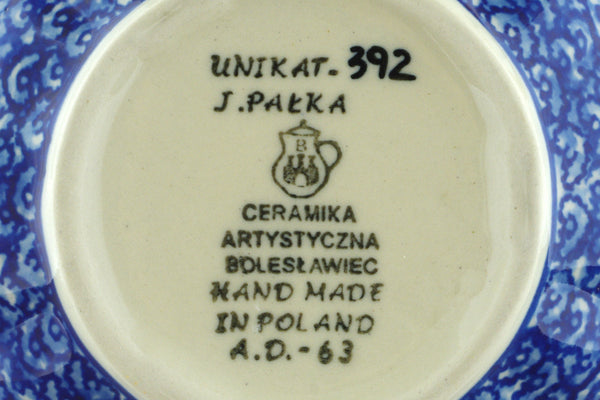 UNIKAT-392
J.PAŁKA
B
CERAMIKA
ARTYSTYCZNA
BOLESŁAWIEC
HAND MADE
IN POLAND
A.D.-63